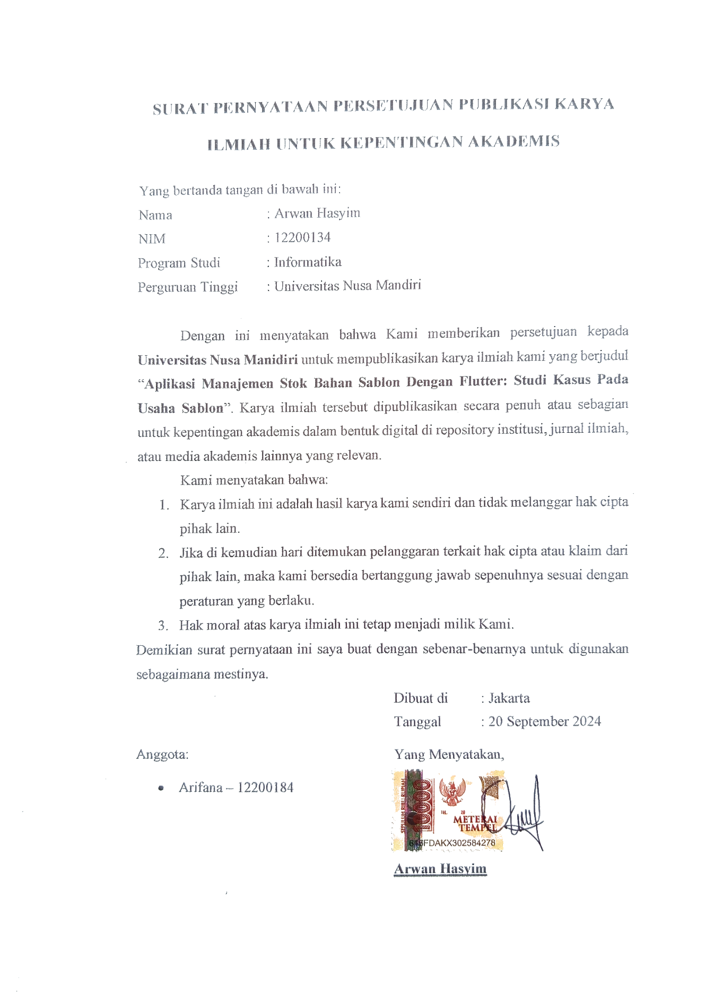 SURAT PERNYATAAN PERSETUJUAN PUBLIKASI KARYA
ILMIAH UNTUK KEPENTINGAN AKADEMIS
Yang bertanda tangan di bawah ini:
Nama : Arwan Hasyim
NIM : 12200134
Program Studi : Informatika
Perguruan Tinggi : Universitas Nusa Mandiri
Dengan ini menyatakan bahwa Kami memberikan persetujuan kepada
Universitas Nusa Manidiri untuk mempublikasikan karya ilmiah kami yang berjudul
“Aplikasi Manajemen Stok Bahan Sablon Dengan Flutter: Studi Kasus Pada
Usaha Sablon”. Karya ilmiah tersebut dipublikasikan secara penuh atau sebagian
untuk kepentingan akademis dalam bentuk digital di repository institusi, jurnal ilmiah,
atau media akademis lainnya yang relevan.
Kami menyatakan bahwa:
1. Karya ilmiah ini adalah hasil karya kami sendiri dan tidak melanggar hak cipta
pihak lain.
2. Jika di kemudian hari ditemukan pelanggaran terkait hak cipta atau klaim dari
pihak lain, maka kami bersedia bertanggung jawab sepenuhnya sesuai dengan
peraturan yang berlaku.
3. Hak moral atas karya ilmiah ini tetap menjadi milik Kami.
Demikian surat pernyataan ini saya buat dengan sebenar-benarnya untuk digunakan
sebagaimana mestinya.
Dibuat di : Jakarta
Tanggal : 20 September 2024
Anggota:
• Arifana – 12200184
Yang Menyatakan,
SEPULUH RIBU RUPIAH
10000
TGL. 20
METERAI
TEMPEL
FDAKX302584278
Arwan Hasyim